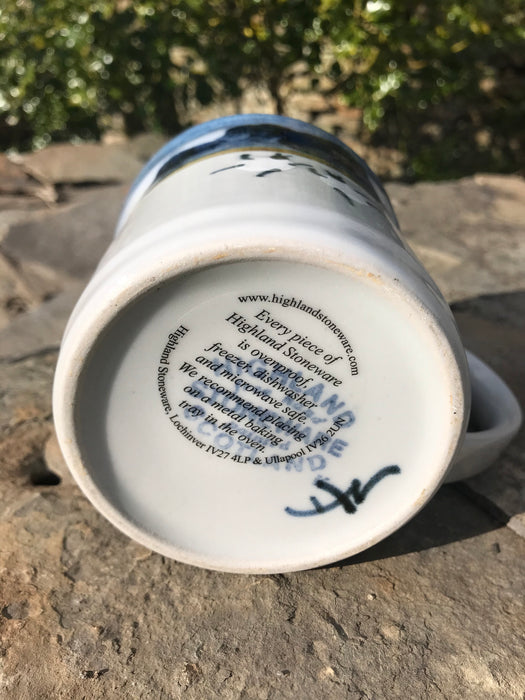 www.highlandstoneware.com
Every piece of
Highland Stoneware
is ovenproof,
freezer, dishwasher
and microwave safe.
We recommend placing
on a metal baking
tray in the oven.
Highland Stoneware, Lochinver IV27 4LP & Ullapool IV26 2UN
SCOTLAND